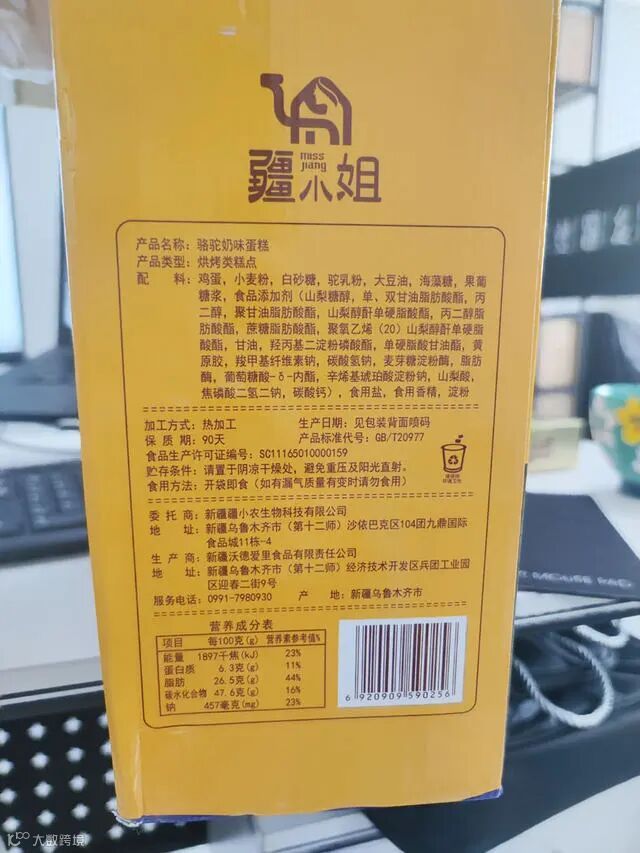 miss
jiang
疆小姐
产品名称：骆驼奶味蛋糕
产品类型：烘烤类糕点
配　　料：鸡蛋，小麦粉，白砂糖，驼乳粉，大豆油，海藻糖，果葡
糖浆，食品添加剂（山梨糖醇，单、双甘油脂肪酸酯，丙
二醇，聚甘油脂肪酸酯，山梨醇酐单硬脂酸酯，丙二醇脂
肪酸酯，蔗糖脂肪酸酯，聚氧乙烯（20）山梨醇酐单硬脂
酸酯，甘油，羟丙基二淀粉磷酸酯，单硬脂酸甘油酯，黄
原胶，羧甲基纤维素钠，碳酸氢钠，麦芽糖淀粉酶，脂肪
酶，葡萄糖酸-δ-内酯，辛烯基琥珀酸淀粉钠，山梨酸，
焦磷酸二氢二钠，碳酸钙），食用盐，食用香精，淀粉
加工方式：热加工　　生产日期：见包装背面喷码
保 质 期：90天　　产品标准代号：GB/T20977
食品生产许可证编号：SC11165010000159
贮存条件：请置于阴凉干燥处，避免重压及阳光直射。
食用方法：开袋即食（如有漏气质量有变时请勿食用）
委 托 商：新疆疆小农生物科技有限公司
地　　址：新疆乌鲁木齐市（第十二师）沙依巴克区104团九鼎国际
食品城11栋-4
生 产 商：新疆沃德爱里食品有限责任公司
地　　址：新疆乌鲁木齐市（第十二师）经济技术开发区兵团工业园
区迎春二街9号
服务电话：0991-7980930　　产　　地：新疆乌鲁木齐市
营养成分表
项目　每100克(g)　营养素参考值%
能量　1897千焦(kJ)　23%
蛋白质　6.3克(g)　11%
脂肪　26.5克(g)　44%
碳水化合物　47.6克(g)　16%
钠　457毫克(mg)　23%
6 920909 590256
MOUSE PAD
大数跨境